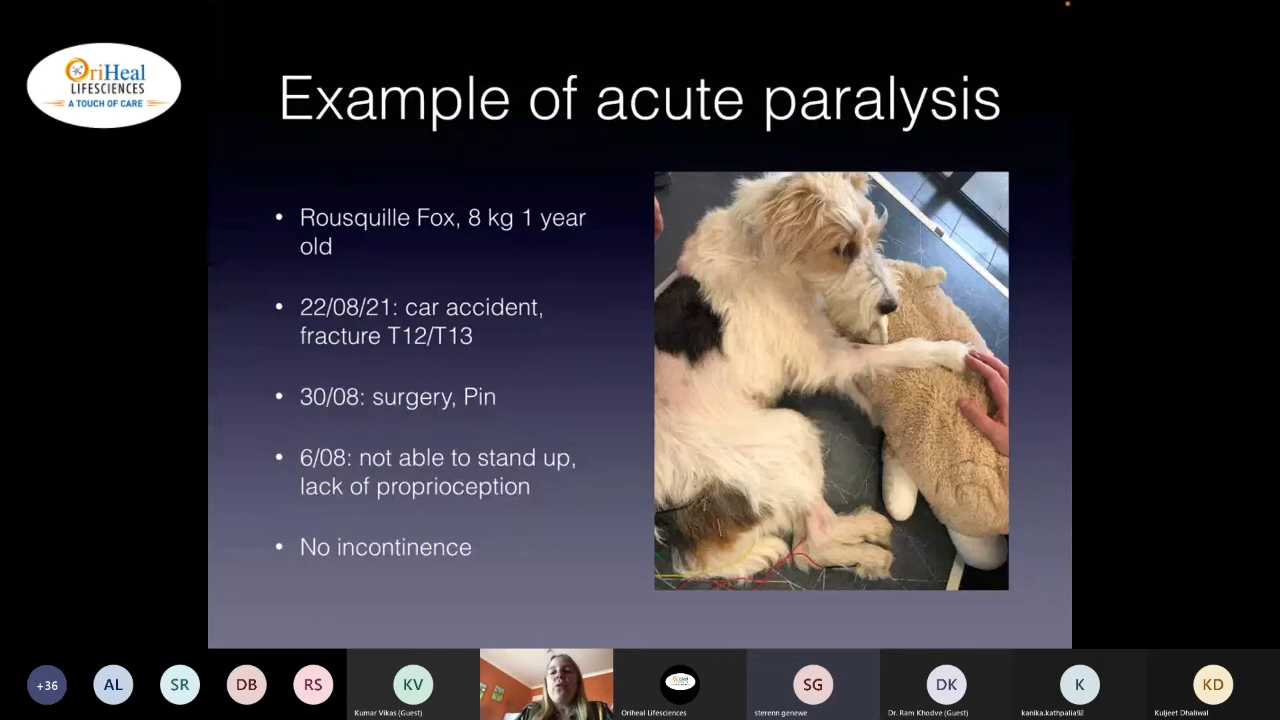 OriHeal
LIFESCIENCES
A TOUCH OF CARE
Example of acute paralysis
• Rousquille Fox, 8 kg 1 year
old
• 22/08/21: car accident,
fracture T12/T13
• 30/08: surgery, Pin
• 6/08: not able to stand up,
lack of proprioception
• No incontinence
+36
AL
SR
DB
RS
KV
SG
DK
K
KD
Kumar Vikas (Guest)
Oriheal Lifesciences
sterenn genewe
Dr. Ram Khodve (Guest)
kanika.kathpalia92
Kuljeet Dhaliwal